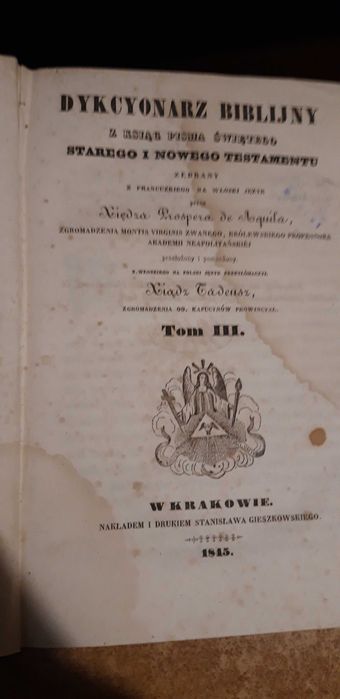 DYKCYONARZ BIBLIJNY
Z KSIĄG PISMA ŚWIĘTEGO
STAREGO I NOWEGO TESTAMENTU
ZEBRANY
Z FRANCUZKIEGO NA WŁOSKI JĘZYK
przez
Xiędza Prospera de Aquila,
ZGROMADZENIA MONTIS VIRGINIS ZWANEGO, KRÓLEWSKIEGO PROFESSORA
AKADEMII NEAPOLITAŃSKIEJ
przełożony i pomnożony.
Z WŁOSKIEGO NA POLSKI JĘZYK
Xiądz Tadeusz,
ZGROMADZENIA OO. KAPUCYNÓW PROWINCYAŁ.
Tom III.
W KRAKOWIE.
NAKŁADEM I DRUKIEM STANISŁAWA GIESZKOWSKIEGO.
1845.